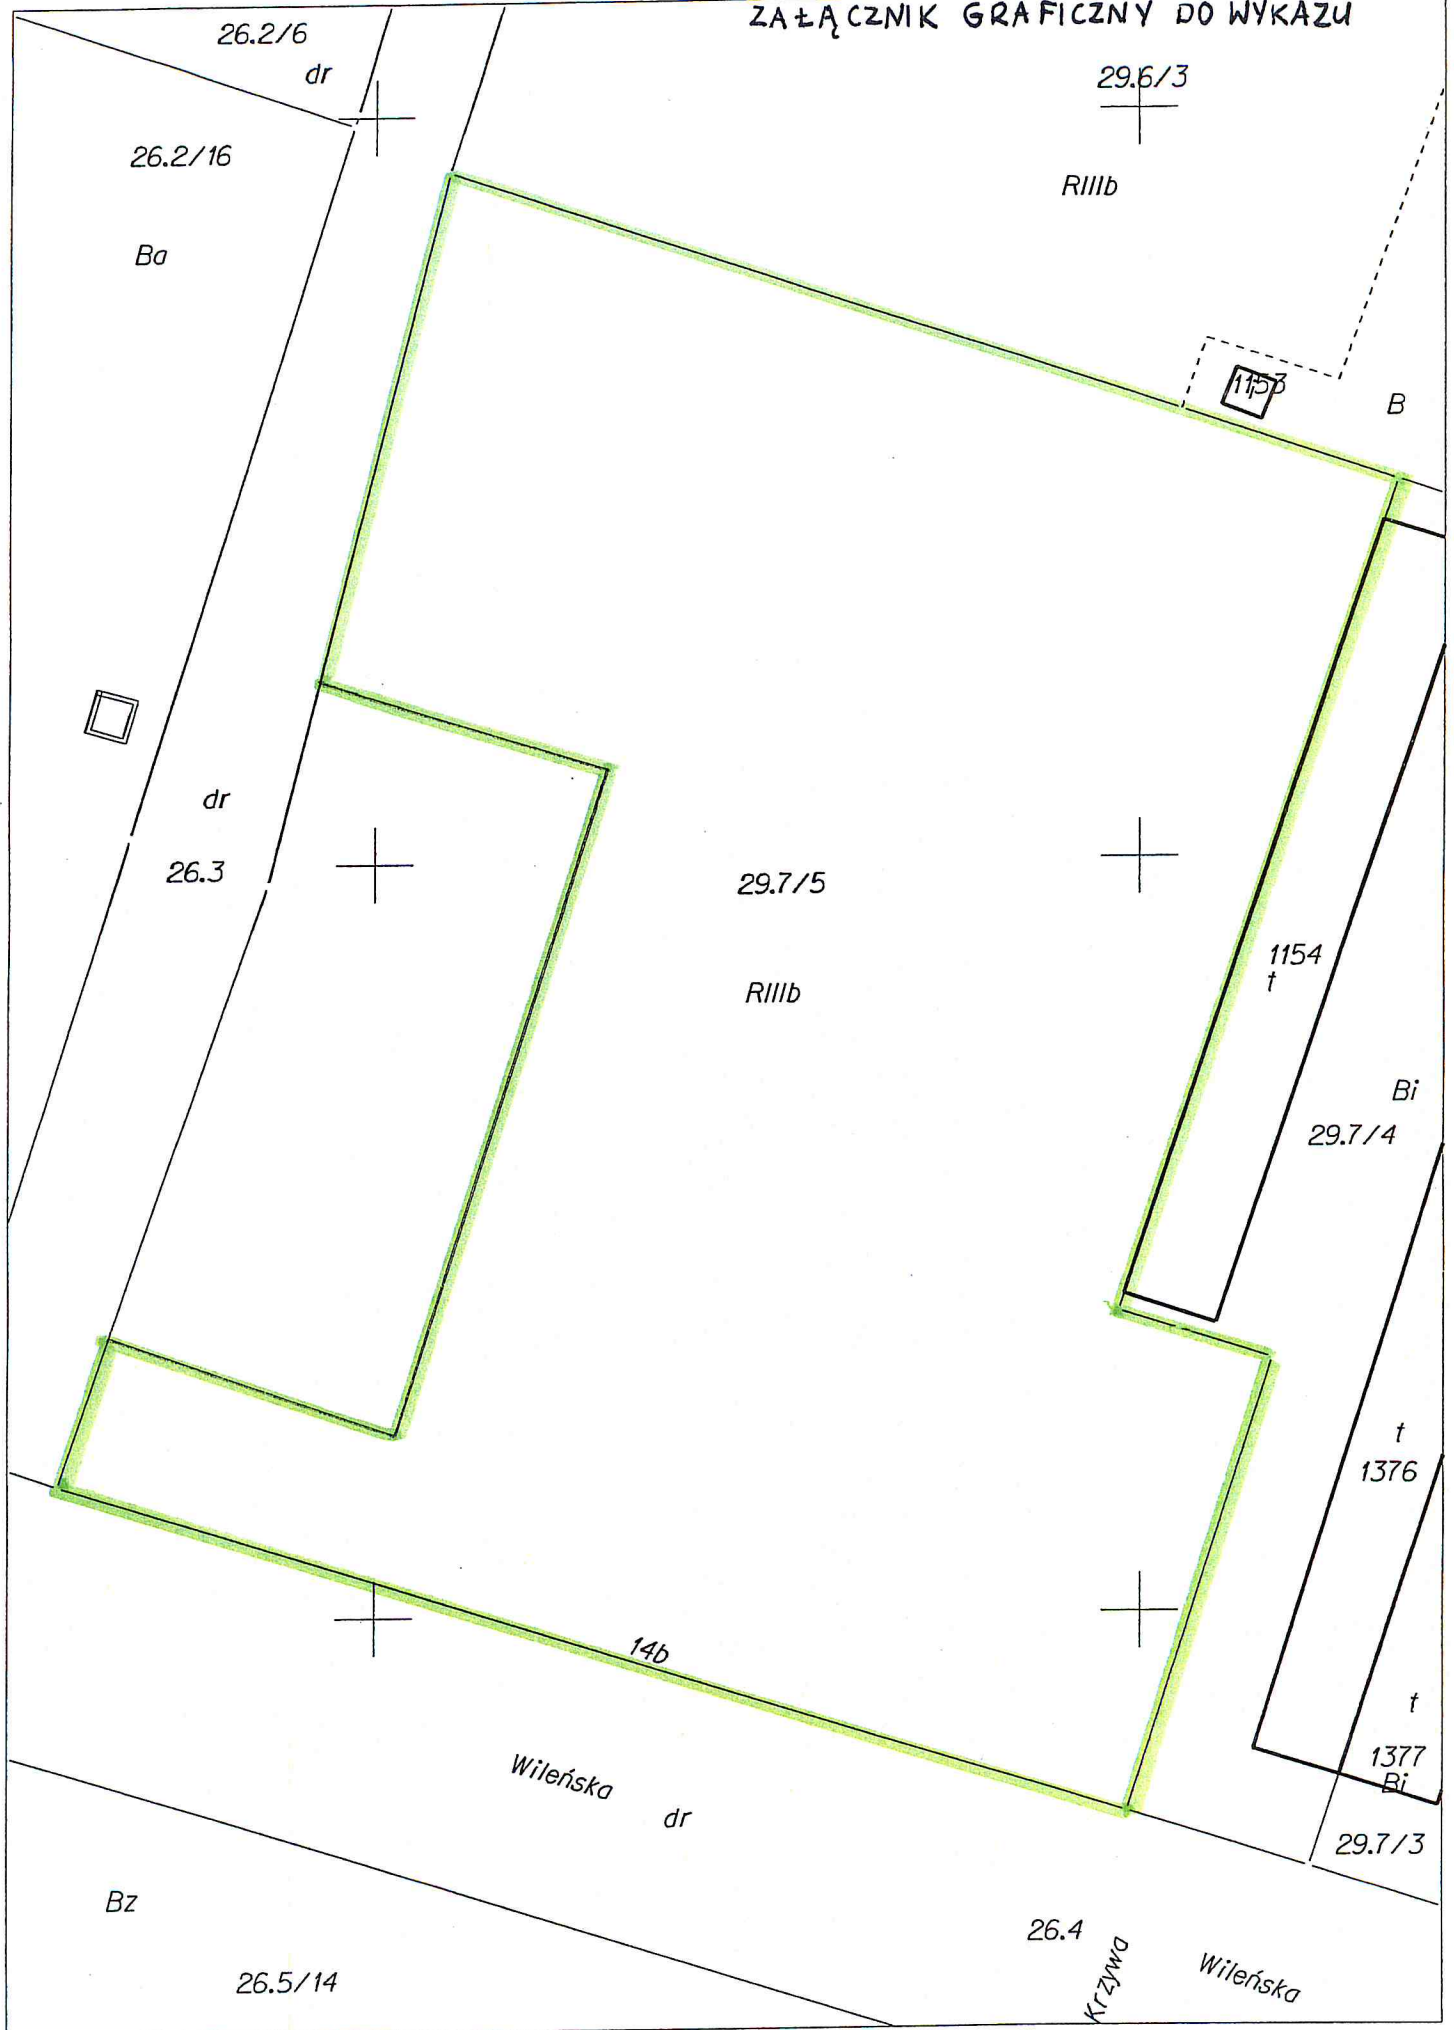 ZAŁĄCZNIK GRAFICZNY DO WYKAZU
26.2/6
dr
29.6/3
26.2/16
RIIIb
Ba
1153
B
dr
26.3
29.7/5
RIIIb
1154
t
Bi
29.7/4
t
1376
14b
t
1377
Bi
Wileńska
dr
29.7/3
Bz
26.4
Krzywa
Wileńska
26.5/14